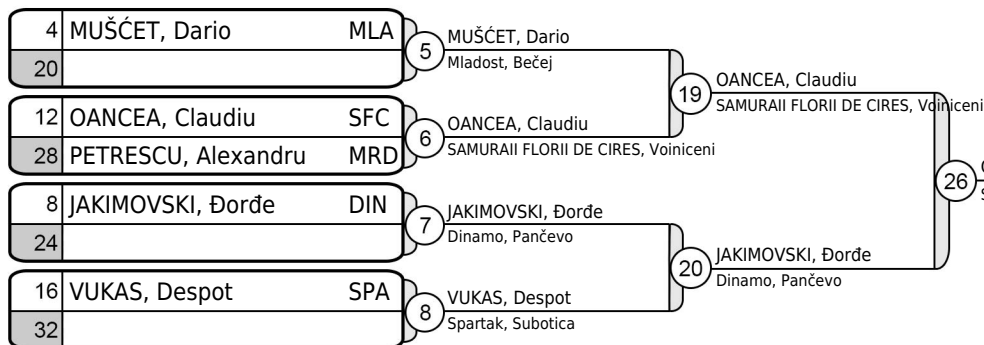 4 MUŠĆET, Dario MLA
20
5
MUŠĆET, Dario
Mladost, Bečej
12 OANCEA, Claudiu SFC
28 PETRESCU, Alexandru MRD
6
OANCEA, Claudiu
SAMURAII FLORII DE CIRES, Voiniceni
19
OANCEA, Claudiu
SAMURAII FLORII DE CIRES, Voiniceni
8 JAKIMOVSKI, Đorđe DIN
24
7
JAKIMOVSKI, Đorđe
Dinamo, Pančevo
16 VUKAS, Despot SPA
32
8
VUKAS, Despot
Spartak, Subotica
20
JAKIMOVSKI, Đorđe
Dinamo, Pančevo
26